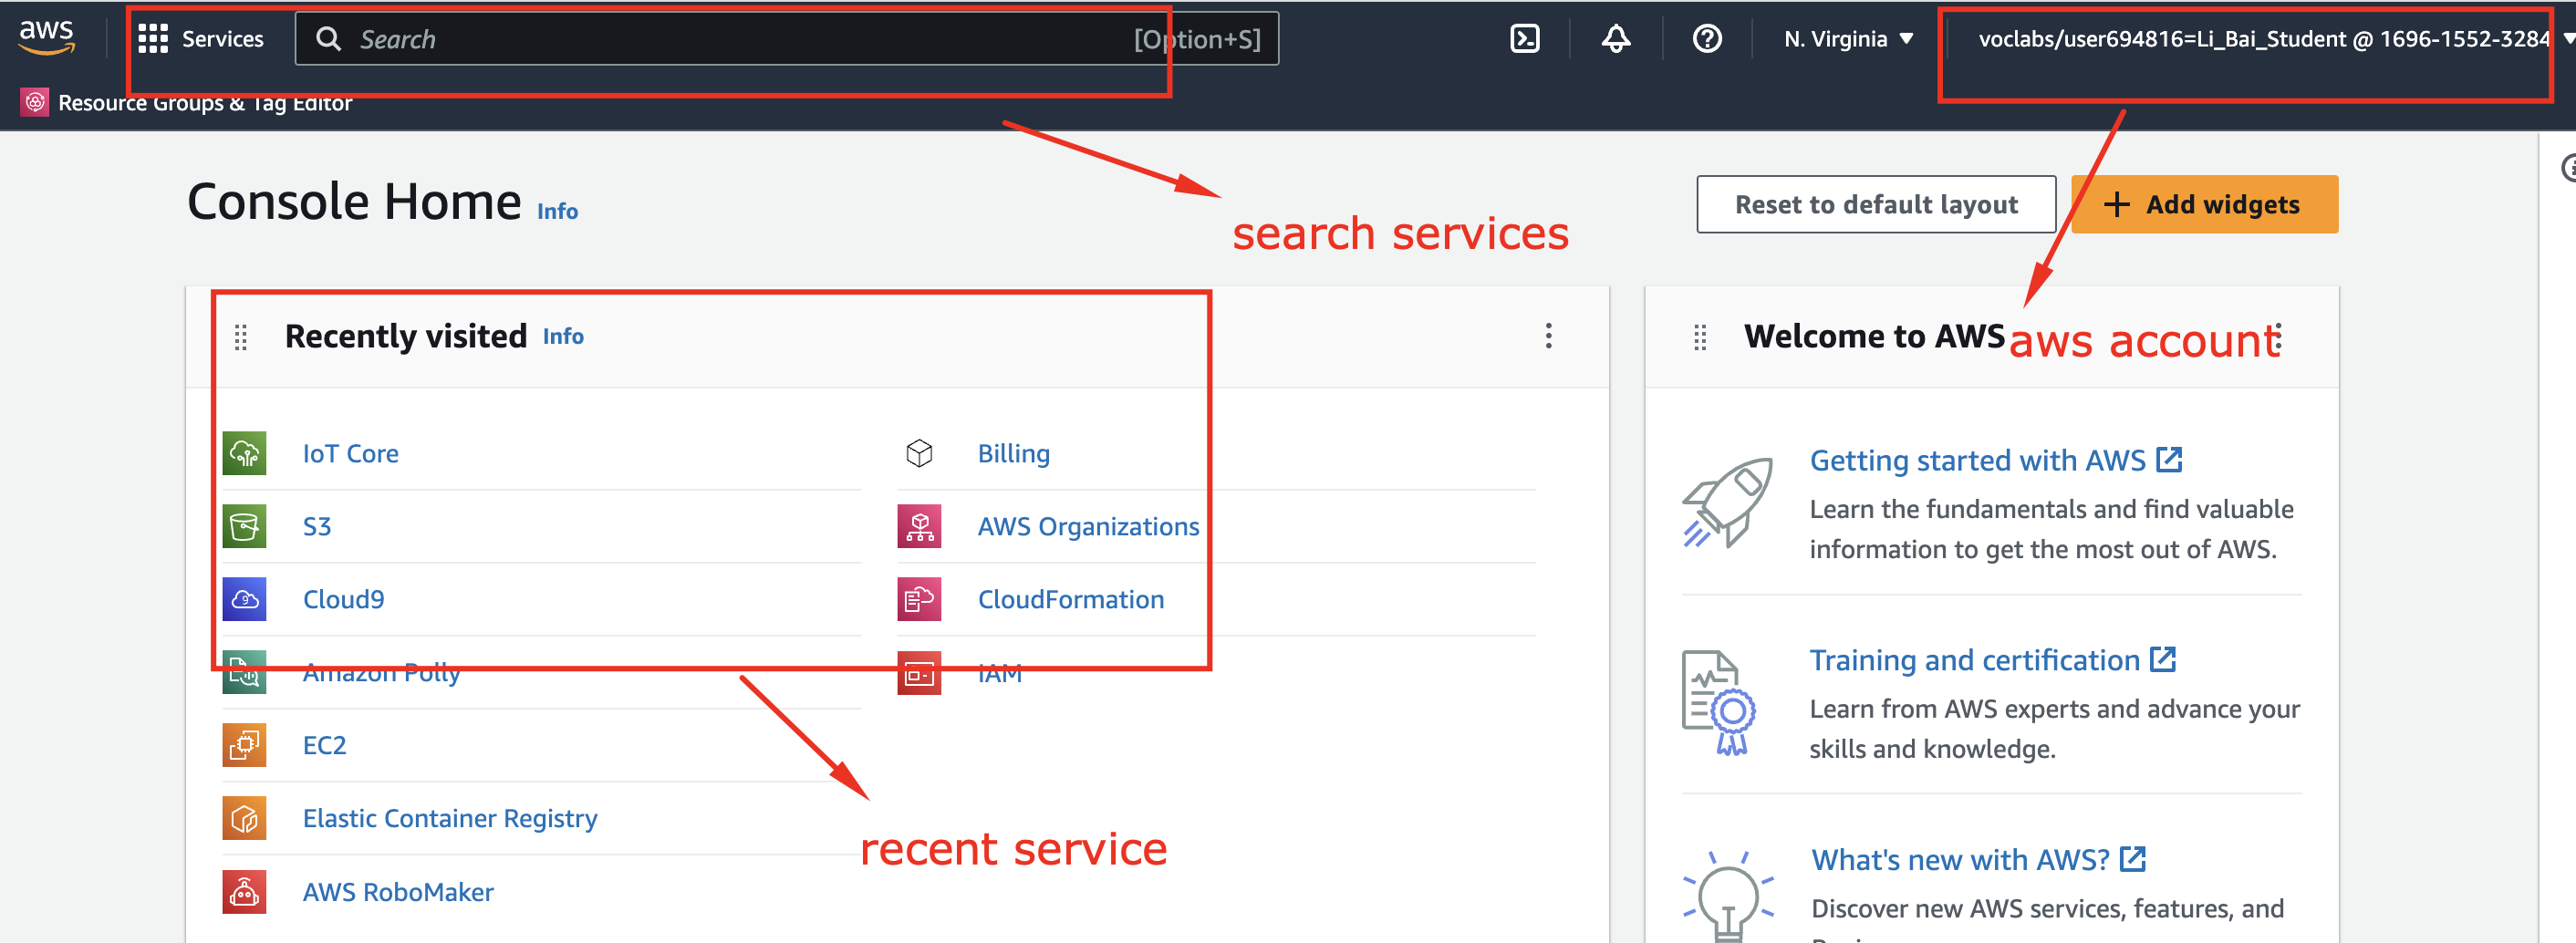 aws
Services
Search [Option+S]
N. Virginia
voclabs/user694816=Li_Bai_Student @ 1696-1552-3284
Resource Groups & Tag Editor
Console Home Info
search services
Reset to default layout
Add widgets
Recently visited Info
Welcome to AWS
aws account
IoT Core
S3
Cloud9
Amazon Polly
EC2
Elastic Container Registry
AWS RoboMaker
Billing
AWS Organizations
CloudFormation
IAM
recent service
Getting started with AWS
Learn the fundamentals and find valuable
information to get the most out of AWS.
Training and certification
Learn from AWS experts and advance your
skills and knowledge.
What's new with AWS?
Discover new AWS services, features, and